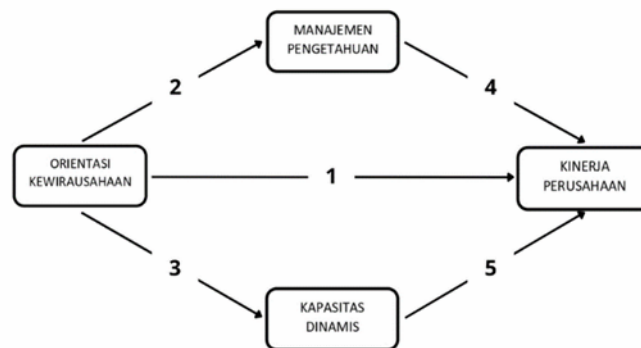 MANAJEMEN
PENGETAHUAN
2
4
ORIENTASI
KEWIRAUSAHAAN
1
KINERJA
PERUSAHAAN
3
5
KAPASITAS
DINAMIS